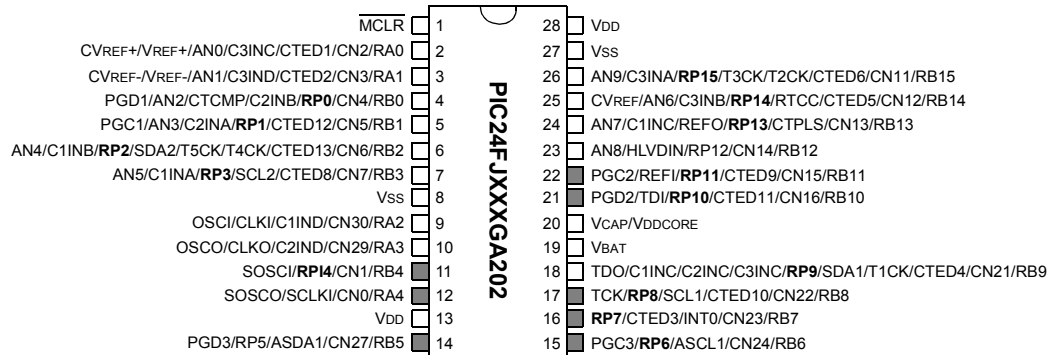 MCLR 1
CVREF+/VREF+/AN0/C3INC/CTED1/CN2/RA0 2
CVREF-/VREF-/AN1/C3IND/CTED2/CN3/RA1 3
PGD1/AN2/CTCMP/C2INB/RP0/CN4/RB0 4
PGC1/AN3/C2INA/RP1/CTED12/CN5/RB1 5
AN4/C1INB/RP2/SDA2/T5CK/T4CK/CTED13/CN6/RB2 6
AN5/C1INA/RP3/SCL2/CTED8/CN7/RB3 7
VSS 8
OSCI/CLKI/C1IND/CN30/RA2 9
OSCO/CLKO/C2IND/CN29/RA3 10
SOSCI/RPI4/CN1/RB4 11
SOSCO/SCLKI/CN0/RA4 12
VDD 13
PGD3/RP5/ASDA1/CN27/RB5 14
PIC24FJXXXGA202
28 VDD
27 VSS
26 AN9/C3INA/RP15/T3CK/T2CK/CTED6/CN11/RB15
25 CVREF/AN6/C3INB/RP14/RTCC/CTED5/CN12/RB14
24 AN7/C1INC/REFO/RP13/CTPLS/CN13/RB13
23 AN8/HLVDIN/RP12/CN14/RB12
22 PGC2/REFI/RP11/CTED9/CN15/RB11
21 PGD2/TDI/RP10/CTED11/CN16/RB10
20 VCAP/VDDCORE
19 VBAT
18 TDO/C1INC/C2INC/C3INC/RP9/SDA1/T1CK/CTED4/CN21/RB9
17 TCK/RP8/SCL1/CTED10/CN22/RB8
16 RP7/CTED3/INT0/CN23/RB7
15 PGC3/RP6/ASCL1/CN24/RB6